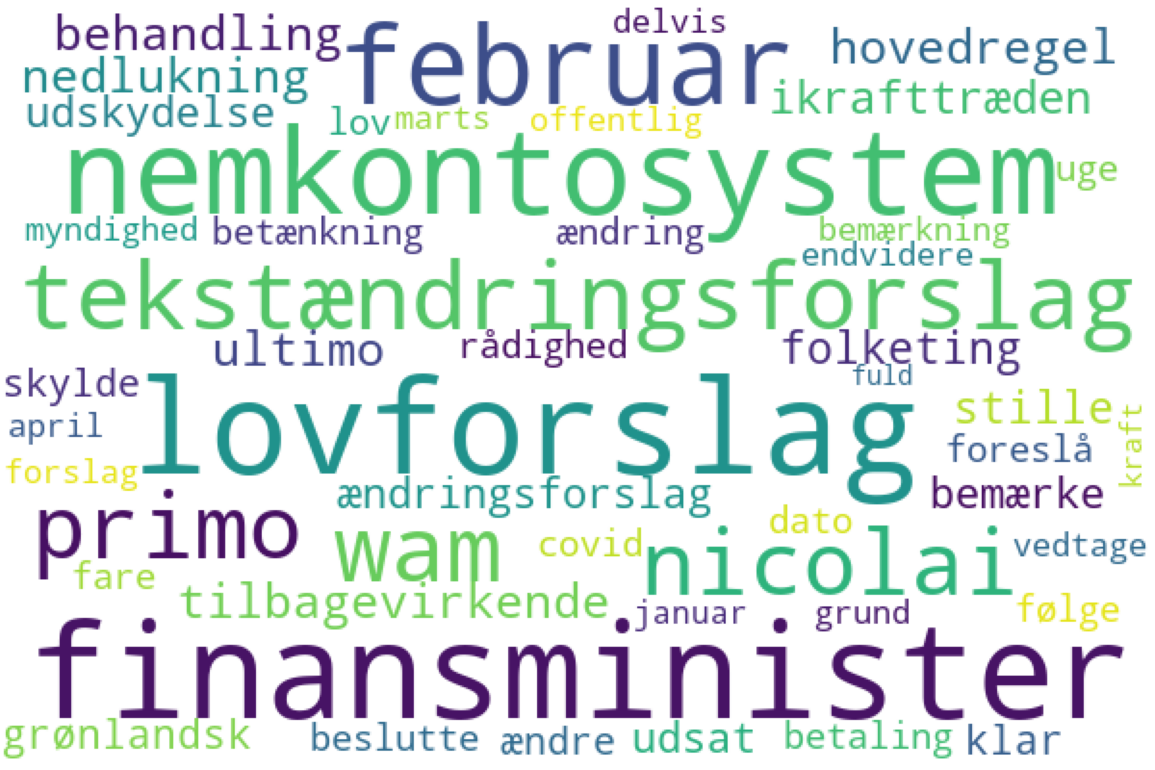 delvis
behandling februar hovedregel
nedlukning ikrafttræden
udskydelse lov marts offentlig
nemkontosystem uge
myndighed betænkning ændring bemærkning
endvidere
tekstændringsforslag
ultimo rådighed folketing
skylde fuld
april lovforslag stille
forslag foreslå kraft
ændringsforslag bemærke
primo wam covid dato nicolai vedtage
fare tilbagevirkende januar grund følge
finansminister
grønlandsk beslutte ændre udsat betaling klar